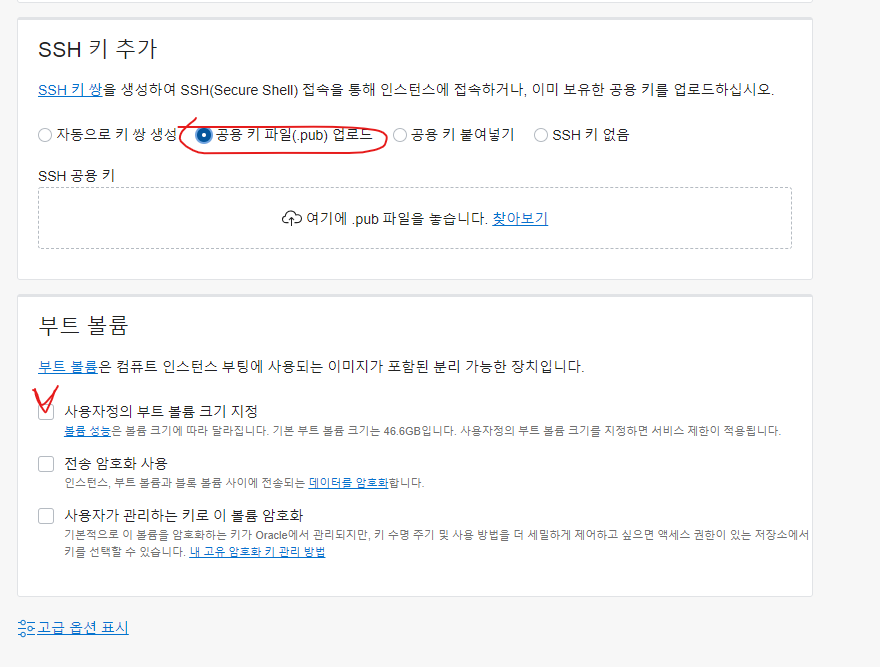 SSH 키 추가
SSH 키 쌍을 생성하여 SSH(Secure Shell) 접속을 통해 인스턴스에 접속하거나, 이미 보유한 공용 키를 업로드하십시오.
자동으로 키 쌍 생성 공용 키 파일(.pub) 업로드 공용 키 붙여넣기 SSH 키 없음
SSH 공용 키
여기에 .pub 파일을 놓습니다. 찾아보기
부트 볼륨
부트 볼륨은 컴퓨트 인스턴스 부팅에 사용되는 이미지가 포함된 분리 가능한 장치입니다.
사용자정의 부트 볼륨 크기 지정
볼륨 성능은 볼륨 크기에 따라 달라집니다. 기본 부트 볼륨 크기는 46.6GB입니다. 사용자정의 부트 볼륨 크기를 지정하면 서비스 제한이 적용됩니다.
전송 암호화 사용
인스턴스, 부트 볼륨과 블록 볼륨 사이에 전송되는 데이터를 암호화합니다.
사용자가 관리하는 키로 이 볼륨 암호화
기본적으로 이 볼륨을 암호화하는 키가 Oracle에서 관리되지만, 키 수명 주기 및 사용 방법을 더 세밀하게 제어하고 싶으면 액세스 권한이 있는 저장소에서
키를 선택할 수 있습니다. 내 고유 암호화 키 관리 방법
고급 옵션 표시